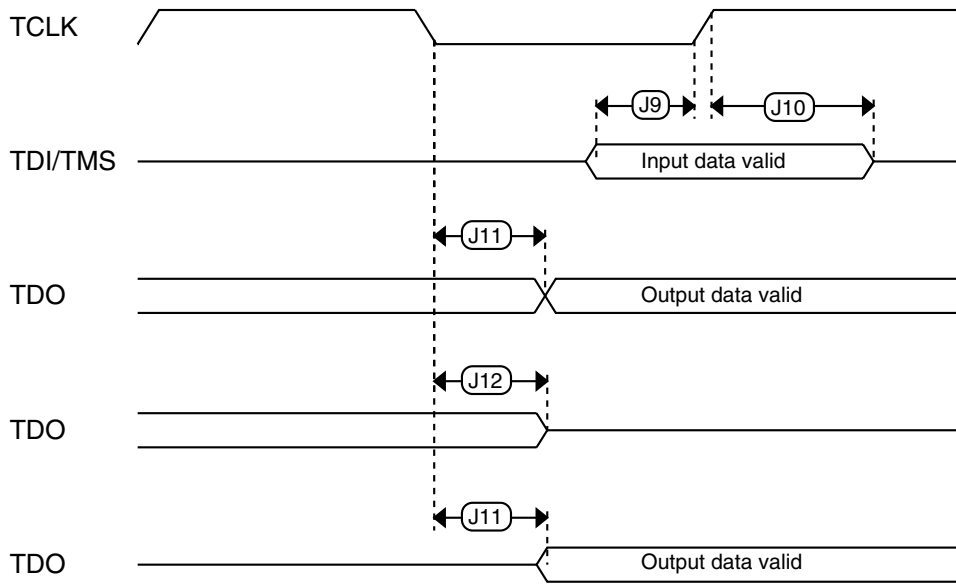 TCLK
J9
J10
TDI/TMS
Input data valid
J11
TDO
Output data valid
J12
TDO
J11
TDO
Output data valid